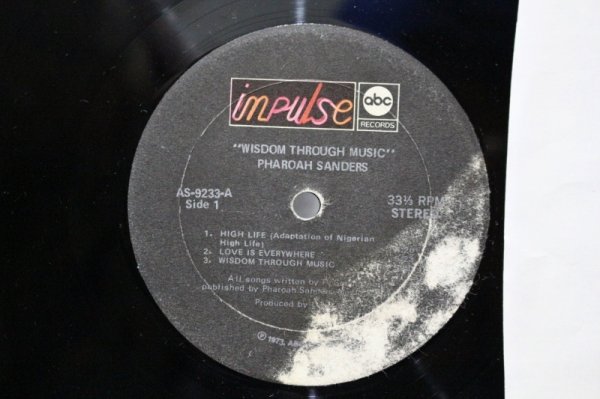 impulse
abc
RECORDS
"WISDOM THROUGH MUSIC"
PHAROAH SANDERS
AS-9233-A
Side 1
33⅓ RPM
STEREO
1. HIGH LIFE (Adaptation of Nigerian
High Life)
2. LOVE IS EVERYWHERE
3. WISDOM THROUGH MUSIC
All songs written by
published by Pharoah Sanders
Produced by
℗ 1973, ABC